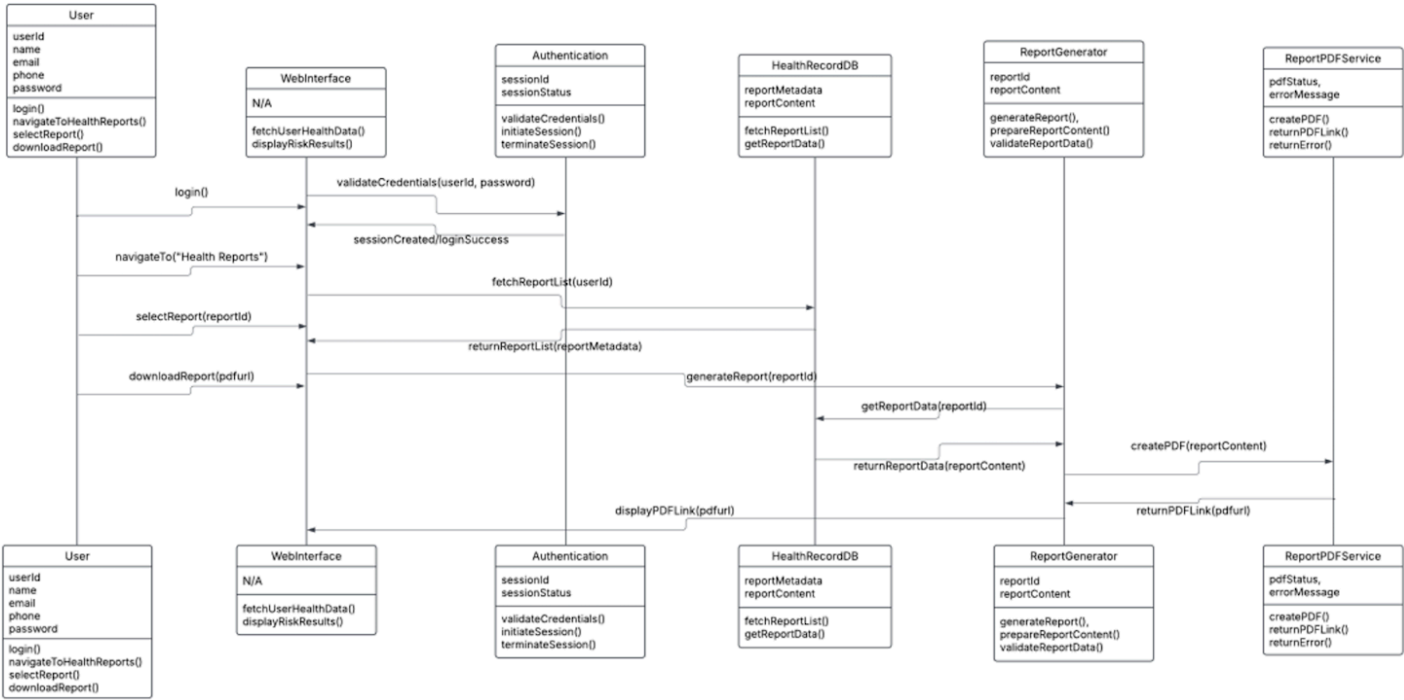 User
userId
name
email
phone
password
login()
navigateToHealthReports()
selectReport()
downloadReport()
WebInterface
N/A
fetchUserHealthData()
displayRiskResults()
Authentication
sessionId
sessionStatus
validateCredentials()
initiateSession()
terminateSession()
HealthRecordDB
reportMetadata
reportContent
fetchReportList()
getReportData()
ReportGenerator
reportId
reportContent
generateReport(),
prepareReportContent()
validateReportData()
ReportPDFService
pdfStatus,
errorMessage
createPDF()
returnPDFLink()
returnError()
login()
validateCredentials(userId, password)
sessionCreated/loginSuccess
navigateTo("Health Reports")
fetchReportList(userId)
selectReport(reportId)
returnReportList(reportMetadata)
downloadReport(pdfurl)
generateReport(reportId)
getReportData(reportId)
createPDF(reportContent)
returnReportData(reportContent)
displayPDFLink(pdfurl)
returnPDFLink(pdfurl)
User
userId
name
email
phone
password
login()
navigateToHealthReports()
selectReport()
downloadReport()
WebInterface
N/A
fetchUserHealthData()
displayRiskResults()
Authentication
sessionId
sessionStatus
validateCredentials()
initiateSession()
terminateSession()
HealthRecordDB
reportMetadata
reportContent
fetchReportList()
getReportData()
ReportGenerator
reportId
reportContent
generateReport(),
prepareReportContent()
validateReportData()
ReportPDFService
pdfStatus,
errorMessage
createPDF()
returnPDFLink()
returnError()